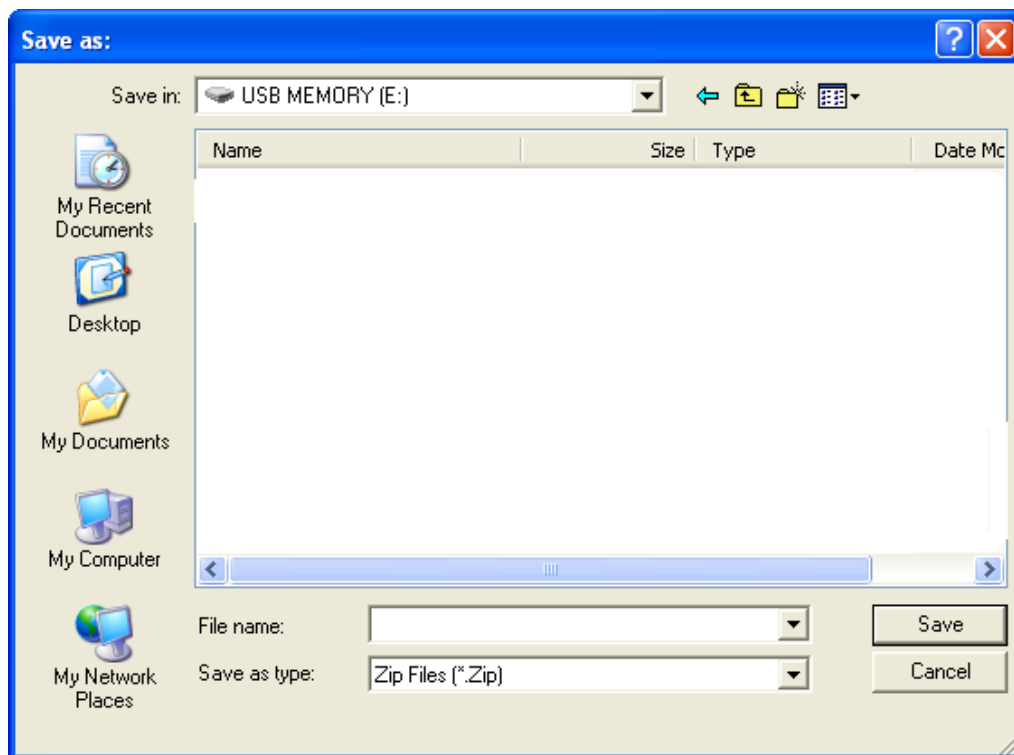 Save as:
Save in:
USB MEMORY (E:)
Name Size Type Date Mo
My Recent
Documents
Desktop
My Documents
My Computer
My Network
Places
File name:
Save
Save as type:
Zip Files (*.Zip)
Cancel